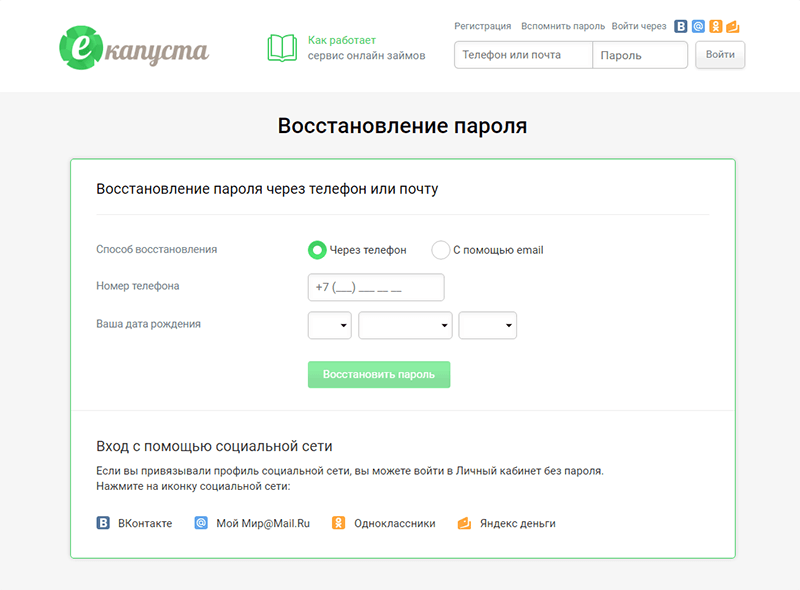 екапуста
Как работает
сервис онлайн займов
Регистрация Вспомнить пароль Войти через
Телефон или почта Пароль Войти
Восстановление пароля
Восстановление пароля через телефон или почту
Способ восстановления Через телефон С помощью email
Номер телефона +7 (___) ___ __ __
Ваша дата рождения
Восстановить пароль
Вход с помощью социальной сети
Если вы привязывали профиль социальной сети, вы можете войти в Личный кабинет без пароля.
Нажмите на иконку социальной сети:
ВКонтакте Мой Мир@Mail.Ru Одноклассники Яндекс деньги